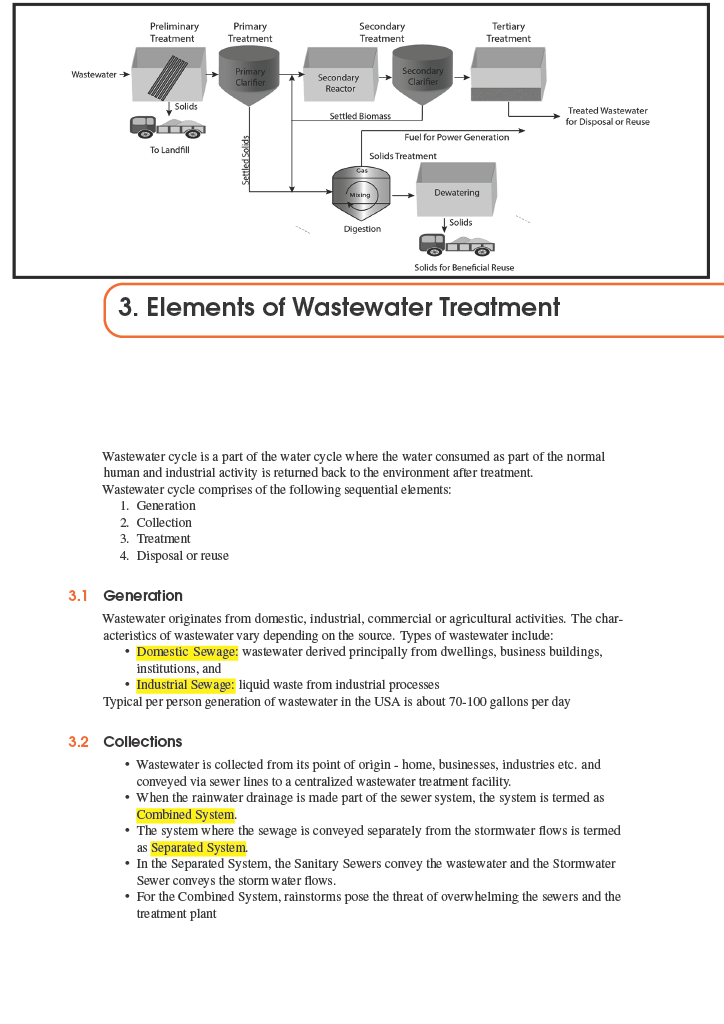 Preliminary Treatment
Primary Treatment
Secondary Treatment
Tertiary Treatment
Wastewater
Primary Clarifier
Secondary Reactor
Secondary Clarifier
Solids
To Landfill
Settled Solids
Settled Biomass
Treated Wastewater
for Disposal or Reuse
Fuel for Power Generation
Solids Treatment
Gas
Mixing
Digestion
Dewatering
Solids
Solids for Beneficial Reuse
3. Elements of Wastewater Treatment
Wastewater cycle is a part of the water cycle where the water consumed as part of the normal
human and industrial activity is returned back to the environment after treatment.
Wastewater cycle comprises of the following sequential elements:
1. Generation
2. Collection
3. Treatment
4. Disposal or reuse
3.1 Generation
Wastewater originates from domestic, industrial, commercial or agricultural activities. The char-
acteristics of wastewater vary depending on the source. Types of wastewater include:
• Domestic Sewage: wastewater derived principally from dwellings, business buildings,
institutions, and
• Industrial Sewage: liquid waste from industrial processes
Typical per person generation of wastewater in the USA is about 70-100 gallons per day
3.2 Collections
• Wastewater is collected from its point of origin - home, businesses, industries etc. and
conveyed via sewer lines to a centralized wastewater treatment facility.
• When the rainwater drainage is made part of the sewer system, the system is termed as
Combined System.
• The system where the sewage is conveyed separately from the stormwater flows is termed
as Separated System.
• In the Separated System, the Sanitary Sewers convey the wastewater and the Stormwater
Sewer conveys the storm water flows.
• For the Combined System, rainstorms pose the threat of overwhelming the sewers and the
treatment plant